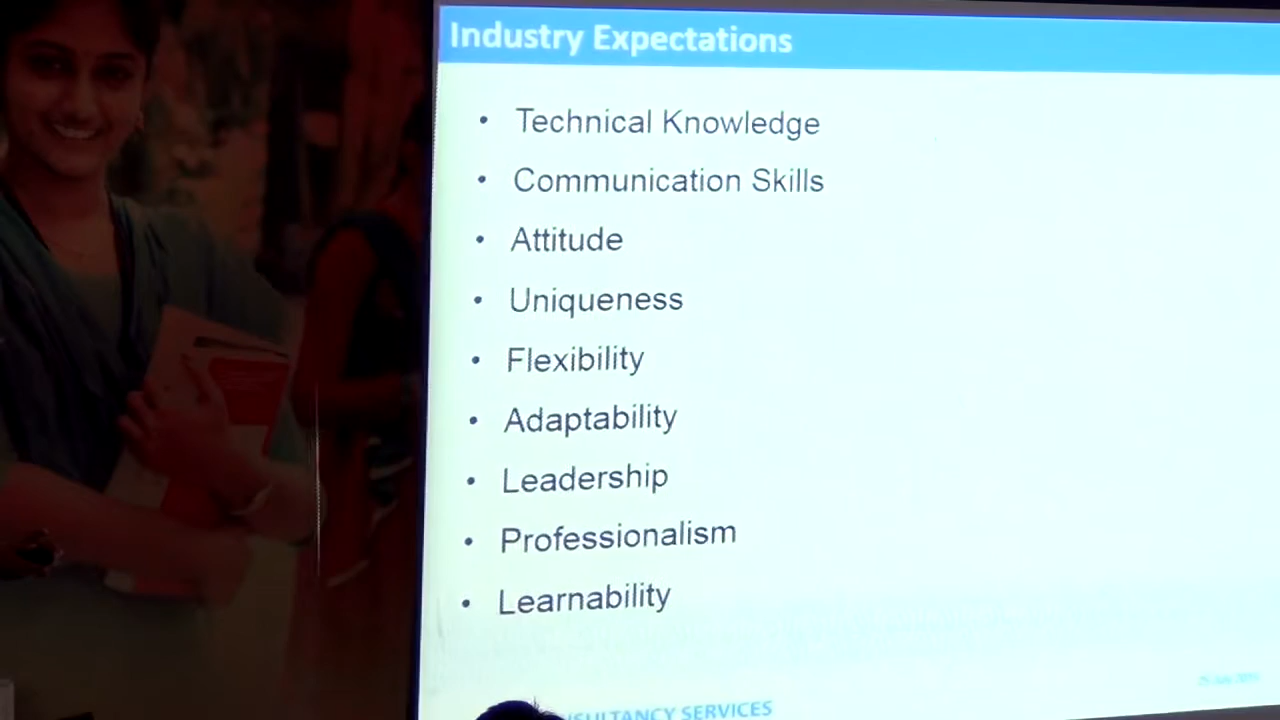 Industry Expectations
• Technical Knowledge
• Communication Skills
• Attitude
• Uniqueness
• Flexibility
• Adaptability
• Leadership
• Professionalism
• Learnability
SERVICES